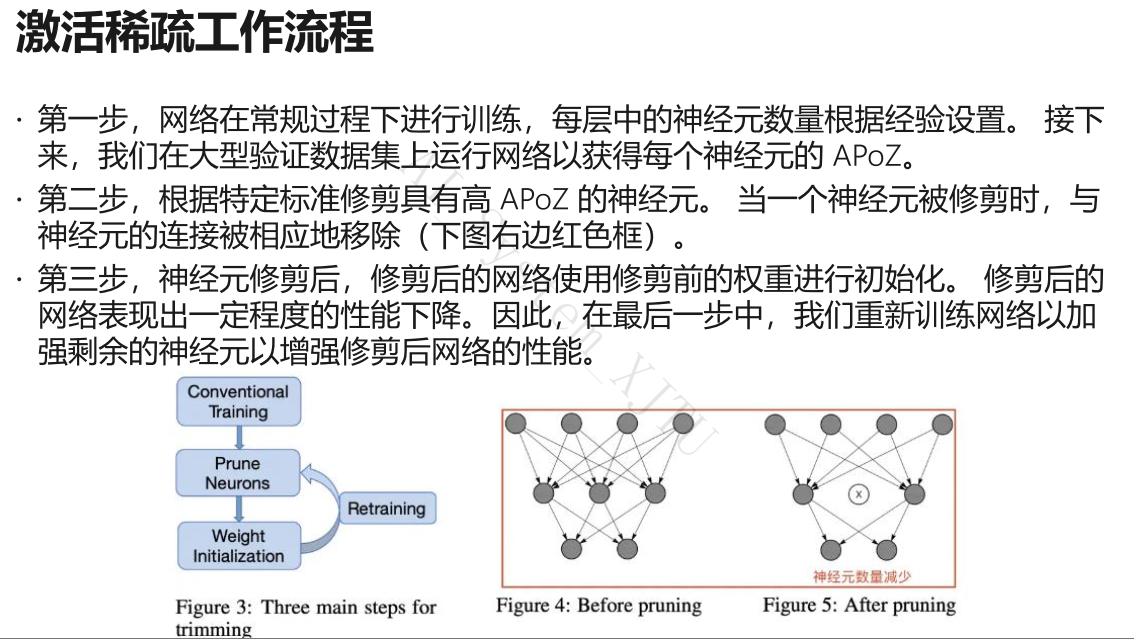 激活稀疏工作流程
· 第一步，网络在常规过程下进行训练，每层中的神经元数量根据经验设置。 接下
来，我们在大型验证数据集上运行网络以获得每个神经元的 APoZ。
· 第二步，根据特定标准修剪具有高 APoZ 的神经元。 当一个神经元被修剪时，与
神经元的连接被相应地移除（下图右边红色框）。
· 第三步，神经元修剪后，修剪后的网络使用修剪前的权重进行初始化。 修剪后的
网络表现出一定程度的性能下降。因此，在最后一步中，我们重新训练网络以加
强剩余的神经元以增强修剪后网络的性能。
Conventional
Training
Prune
Neurons
Retraining
Weight
Initialization
Figure 3: Three main steps for
trimming
x
神经元数量减少
Figure 4: Before pruning
Figure 5: After pruning